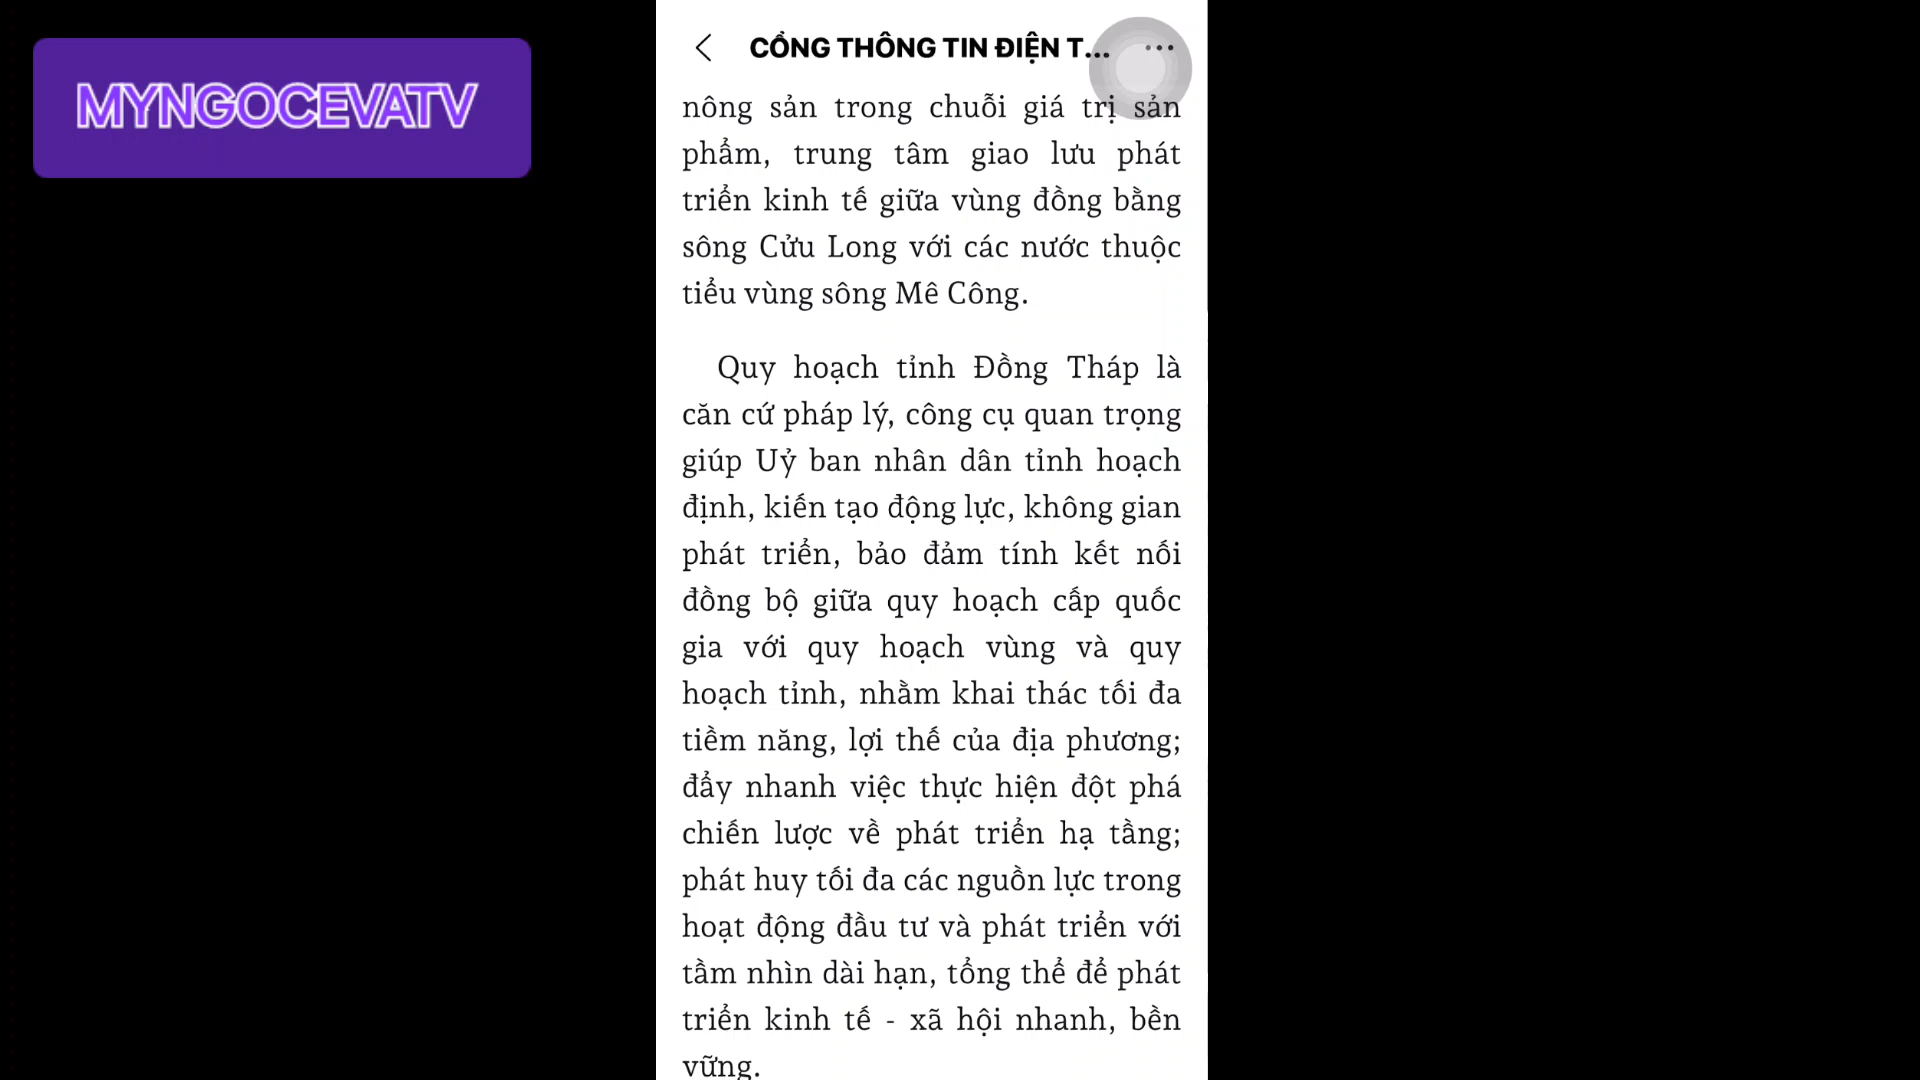 MYNGOCEVATV
CỔNG THÔNG TIN ĐIỆN T...
nông sản trong chuỗi giá trị sản
phẩm, trung tâm giao lưu phát
triển kinh tế giữa vùng đồng bằng
sông Cửu Long với các nước thuộc
tiểu vùng sông Mê Công.
Quy hoạch tỉnh Đồng Tháp là
căn cứ pháp lý, công cụ quan trọng
giúp Uỷ ban nhân dân tỉnh hoạch
định, kiến tạo động lực, không gian
phát triển, bảo đảm tính kết nối
đồng bộ giữa quy hoạch cấp quốc
gia với quy hoạch vùng và quy
hoạch tỉnh, nhằm khai thác tối đa
tiềm năng, lợi thế của địa phương;
đẩy nhanh việc thực hiện đột phá
chiến lược về phát triển hạ tầng;
phát huy tối đa các nguồn lực trong
hoạt động đầu tư và phát triển với
tầm nhìn dài hạn, tổng thể để phát
triển kinh tế - xã hội nhanh, bền
vững.